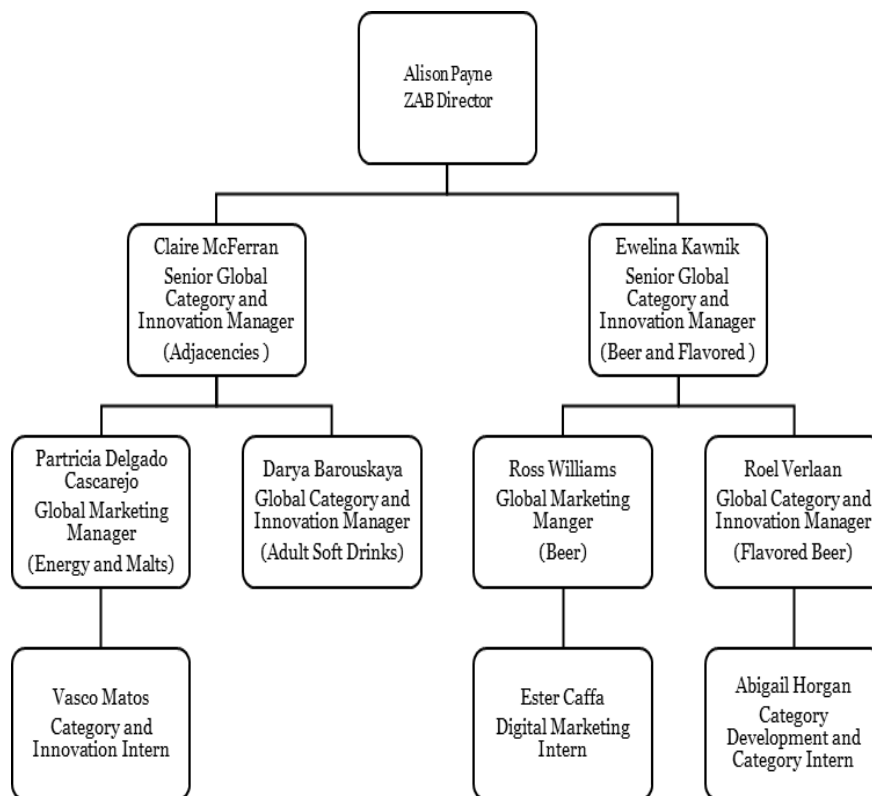 Alison Payne
ZAB Director
Claire McFerran
Senior Global
Category and
Innovation Manager
(Adjacencies )
Ewelina Kawnik
Senior Global
Category and
Innovation Manager
(Beer and Flavored )
Partricia Delgado
Cascarejo
Global Marketing
Manager
(Energy and Malts)
Darya Barouskaya
Global Category and
Innovation Manager
(Adult Soft Drinks)
Ross Williams
Global Marketing
Manger
(Beer)
Roel Verlaan
Global Category and
Innovation Manager
(Flavored Beer)
Vasco Matos
Category and
Innovation Intern
Ester Caffa
Digital Marketing
Intern
Abigail Horgan
Category
Development and
Category Intern